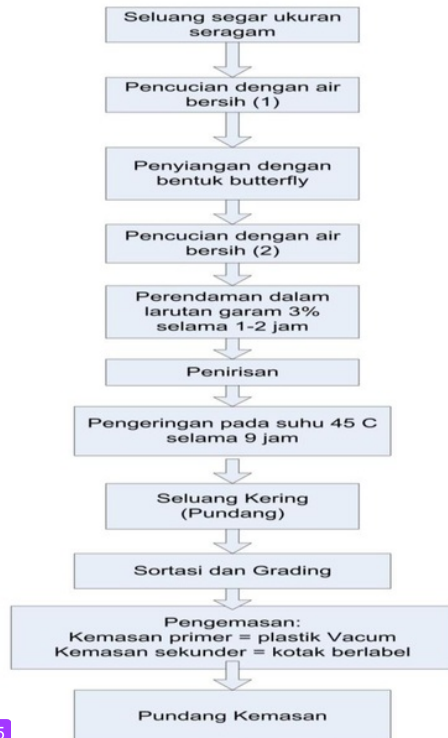 Seluang segar ukuran
seragam
Pencucian dengan air
bersih (1)
Penyiangan dengan
bentuk butterfly
Pencucian dengan air
bersih (2)
Perendaman dalam
larutan garam 3%
selama 1-2 jam
Penirisan
Pengeringan pada suhu 45 C
selama 9 jam
Seluang Kering
(Pundang)
Sortasi dan Grading
Pengemasan:
Kemasan primer = plastik Vacum
Kemasan sekunder = kotak berlabel
Pundang Kemasan